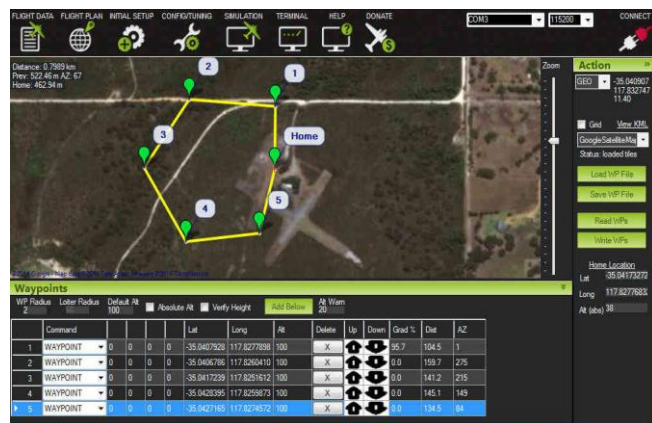 FLIGHT DATA FLIGHT PLAN INITIAL SETUP CONFIG/TUNING SIMULATION TERMINAL HELP DONATE COM3 115200 CONNECT
Distance: 0.7989 km
Prev: 522.46 m AZ: 67
Home: 462.94 m
2
1
3
Home
4
5
Zoom
Action
GEO -35.040907
117.832747
11.40
Grid View KML
GoogleSatelliteMap
Status: loaded tiles
Load WP File
Save WP File
Read WPs
Write WPs
Home Location
Lat -35.04173272
Long 117.8277683
Alt (abs) 38
Waypoints
WP Radius Loiter Radius Default Alt Alt Warn
2 100 Absolute Alt Verify Height Add Below 20
Command Lat Long Alt Delete Up Down Grad % Dist AZ
1 WAYPOINT 0 0 0 0 -35.0407928 117.8277898 100 X 95.7 104.5 1
2 WAYPOINT 0 0 0 0 -35.0406786 117.8260410 100 X 0.0 159.7 275
3 WAYPOINT 0 0 0 0 -35.0417239 117.8251612 100 X 0.0 141.2 215
4 WAYPOINT 0 0 0 0 -35.0428395 117.8259873 100 X 0.0 145.1 149
5 WAYPOINT 0 0 0 0 -35.0427165 117.8274572 100 X 0.0 134.5 84